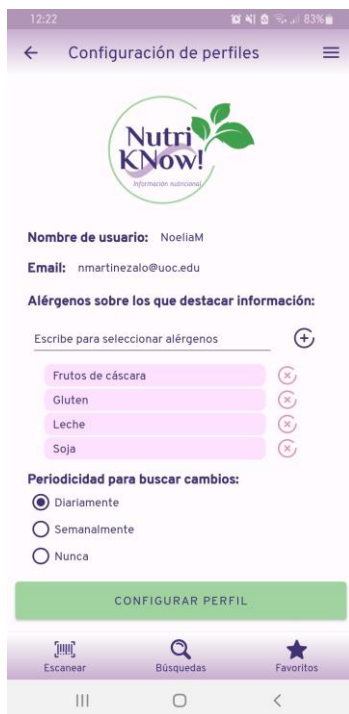 12:22 83%
Configuración de perfiles
Nutri
KNow!
Información nutricional
Nombre de usuario: NoeliaM
Email: nmartinezalo@uoc.edu
Alérgenos sobre los que destacar información:
Escribe para seleccionar alérgenos
Frutos de cáscara
Gluten
Leche
Soja
Periodicidad para buscar cambios:
Diariamente
Semanalmente
Nunca
CONFIGURAR PERFIL
Escanear Búsquedas Favoritos